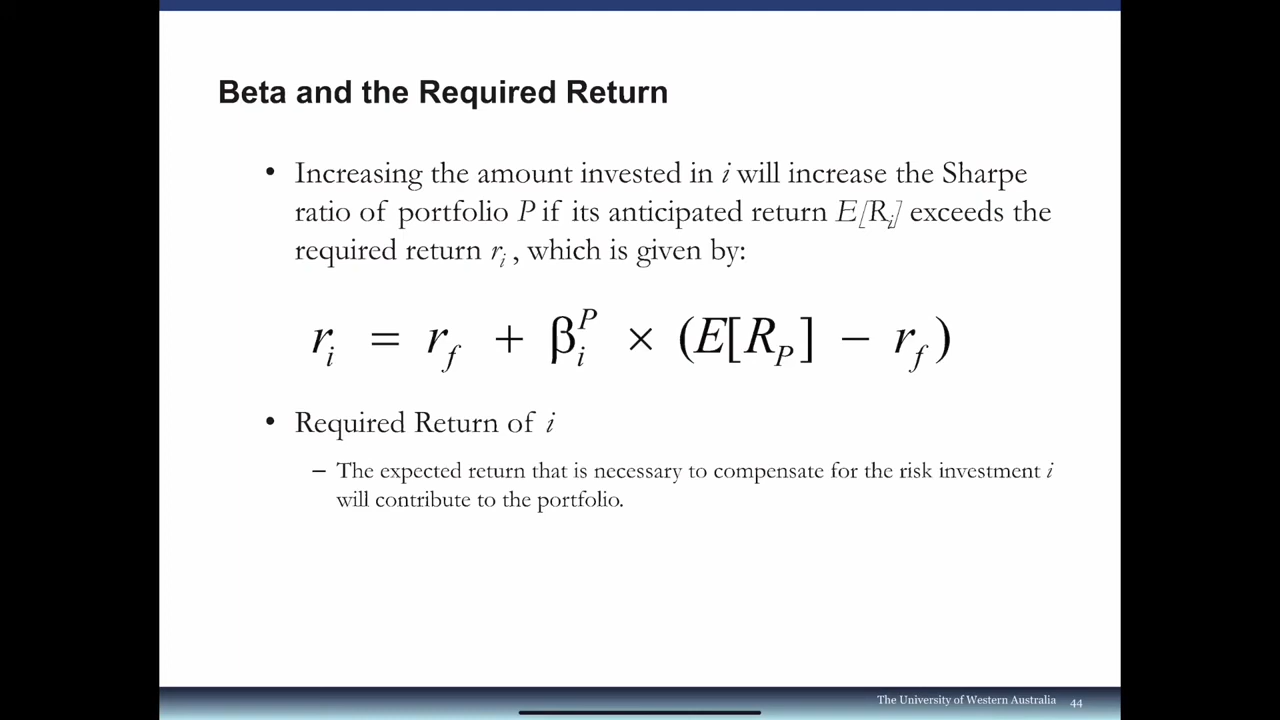 Beta and the Required Return
• Increasing the amount invested in i will increase the Sharpe
ratio of portfolio P if its anticipated return E[Ri] exceeds the
required return ri , which is given by:
ri = rf + βiP × (E[RP] − rf)
• Required Return of i
– The expected return that is necessary to compensate for the risk investment i
will contribute to the portfolio.
The University of Western Australia 44